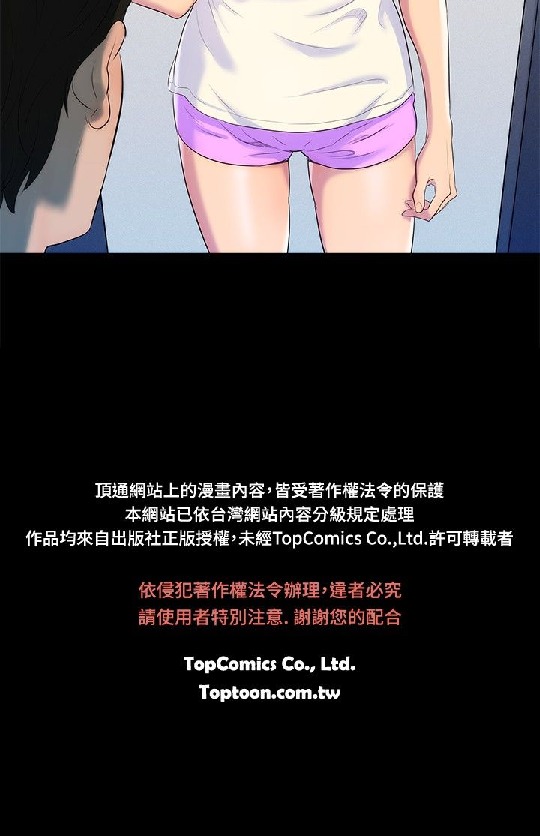 頂通網站上的漫畫內容，皆受著作權法令的保護
本網站已依台灣網站內容分級規定處理
作品均來自出版社正版授權，未經TopComics Co.,Ltd.許可轉載者
依侵犯著作權法令辦理，違者必究
請使用者特別注意. 謝謝您的配合
TopComics Co., Ltd.
Toptoon.com.tw